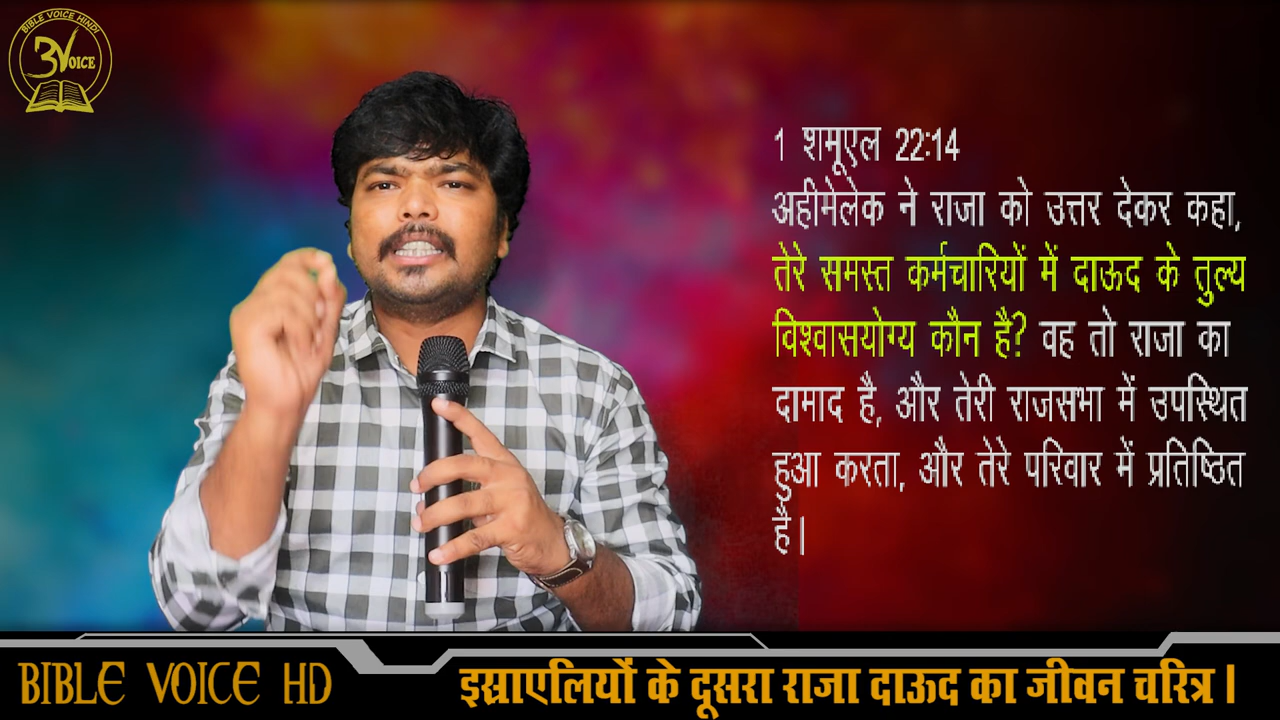 BIBLE VOICE HINDI
3VOICE
1 शमूएल 22:14
अहीमेलेक ने राजा को उत्तर देकर कहा,
तेरे समस्त कर्मचारियों में दाऊद के तुल्य
विश्वासयोग्य कौन है? वह तो राजा का
दामाद है, और तेरी राजसभा में उपस्थित
हुआ करता, और तेरे परिवार में प्रतिष्ठित
है।
BIBLE VOICE HD
इस्राएलियों के दूसरा राजा दाऊद का जीवन चरित्र।